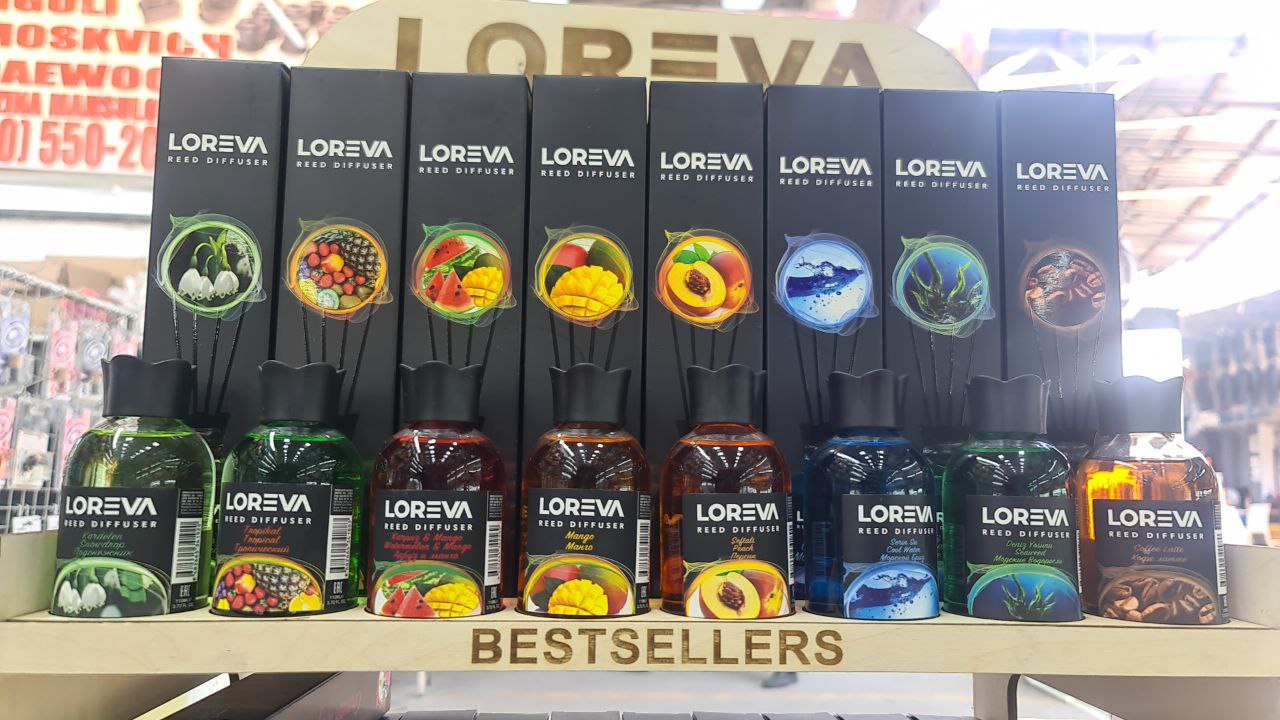 MOSKVICH
DAEWOO
0) 550-20
LOREVA
LOREVA
REED DIFFUSER
LOREVA
REED DIFFUSER
LOREVA
REED DIFFUSER
LOREVA
REED DIFFUSER
LOREVA
REED DIFFUSER
LOREVA
REED DIFFUSER
LOREVA
REED DIFFUSER
LOREVA
REED DIFFUSER
LOREVA
REED DIFFUSER
Kardelen
Snowdrop
Подснежник
LOREVA
REED DIFFUSER
Tropikal
Tropical
Тропический
LOREVA
REED DIFFUSER
Karpuz & Mango
Watermelon & Mango
Арбуз и манго
LOREVA
REED DIFFUSER
Mango
Манго
LOREVA
REED DIFFUSER
Şeftali
Peach
Персик
LOREVA
REED DIFFUSER
Serin Su
Cool Water
Морской Бриз
LOREVA
REED DIFFUSER
Deniz Yosunu
Seaweed
Морские Водоросли
LOREVA
REED DIFFUSER
Coffee Latte
Кофе латте
BESTSELLERS